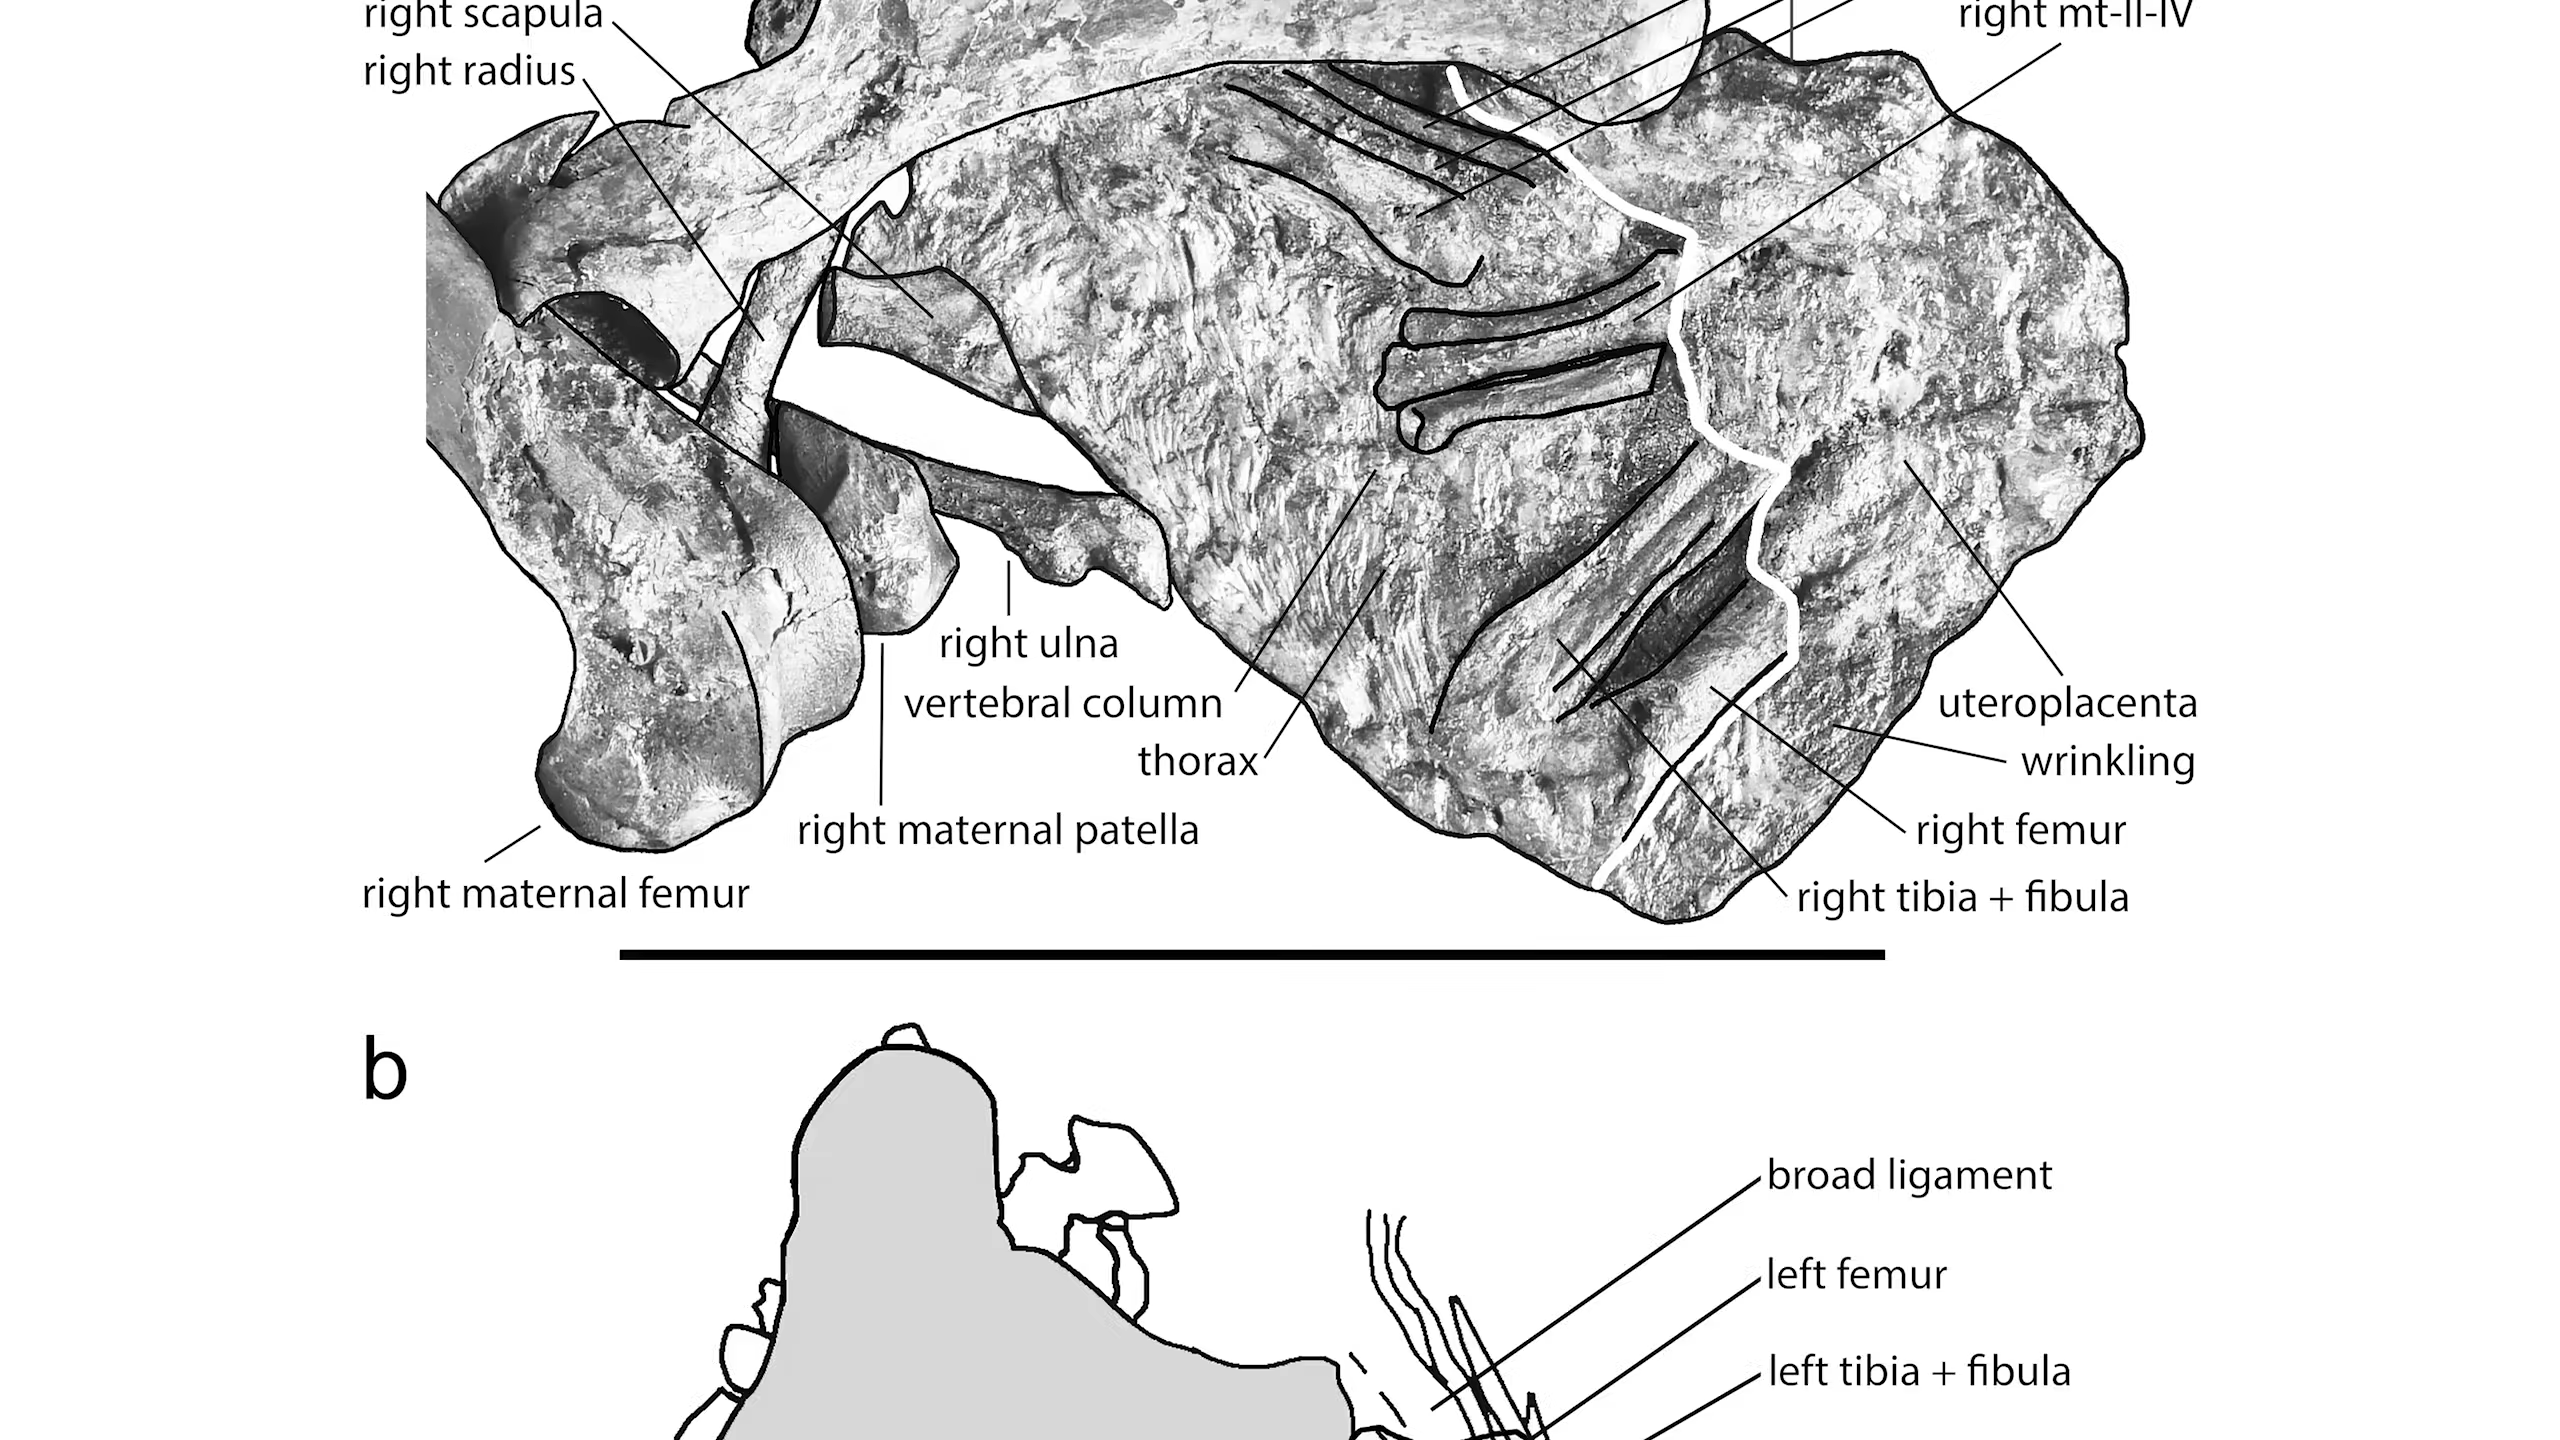 right scapula
right mt-II-IV
right radius
right ulna
vertebral column
uteroplacenta
thorax
wrinkling
right maternal patella
right femur
right maternal femur
right tibia + fibula
b
broad ligament
left femur
left tibia + fibula